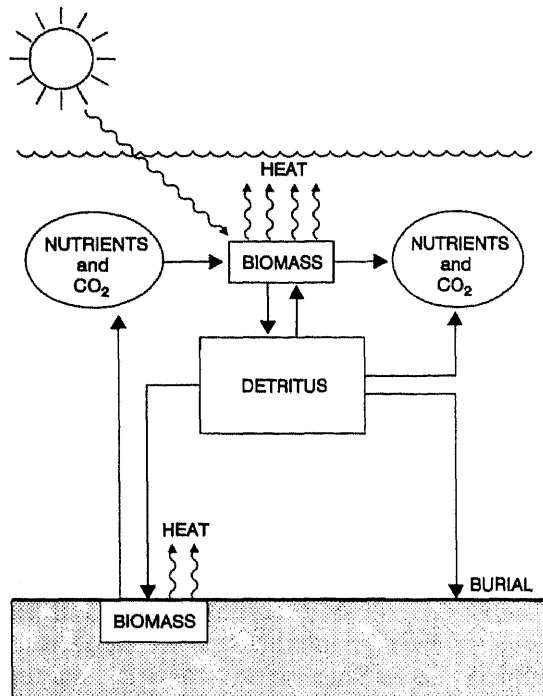 HEAT
NUTRIENTS
and
CO₂
BIOMASS
NUTRIENTS
and
CO₂
DETRITUS
HEAT
BURIAL
BIOMASS